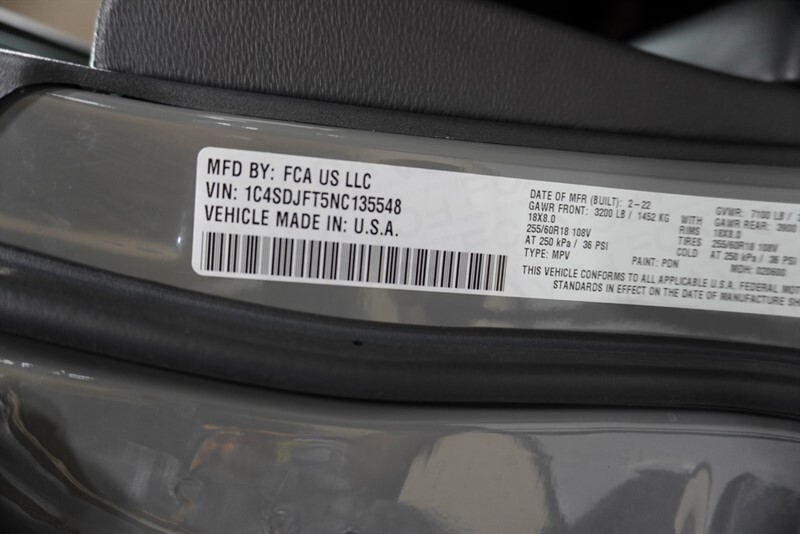 MFD BY: FCA US LLC
VIN: 1C4SDJFT5NC135548
VEHICLE MADE IN: U.S.A.
DATE OF MFR (BUILT): 2-22 GVWR: 7100 LB /
GAWR FRONT: 3200 LB / 1452 KG WITH GAWR REAR: 3900
18X8.0 RIMS 18X8.0
255/60R18 108V TIRES 255/60R18 108V
AT 250 kPa / 36 PSI COLD AT 250 kPa / 36 PSI
TYPE: MPV PAINT: PDN MDH: 020600
THIS VEHICLE CONFORMS TO ALL APPLICABLE U.S.A. FEDERAL
STANDARDS IN EFFECT ON THE DATE OF MANUFACTURE